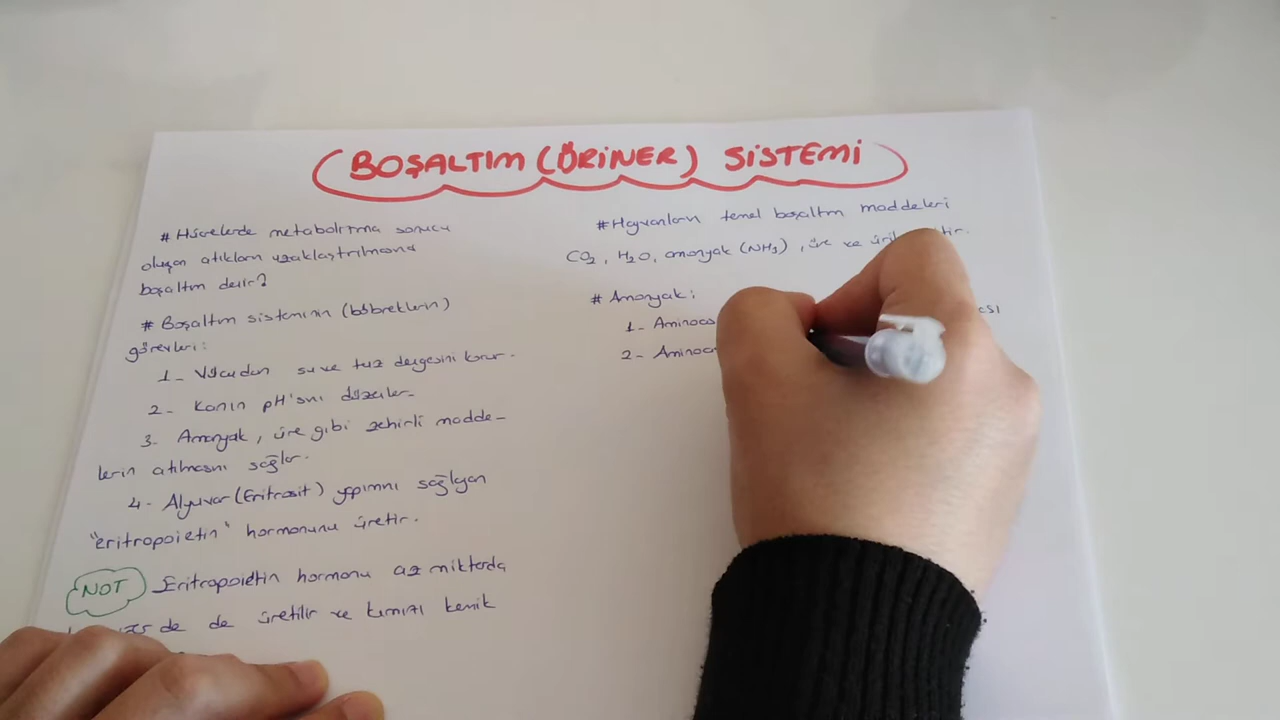 BOŞALTIM (ÜRİNER) SİSTEMİ
# Hücrelerde metabolizma sonucu
oluşan atıkların uzaklaştırılmasına
boşaltım denir?
# Boşaltım sisteminin (böbreklerin)
görevleri:
1- Vücudun su ve tuz dengesini korur.
2- Kanın pH'sını düzenler.
3- Amonyak, üre gibi zehirli madde-
lerin atılmasını sağlar.
4- Alyuvar (Eritrosit) yapımını sağlayan
"eritropoietin" hormonunu üretir.
NOT Eritropoietin hormonu az miktarda
de üretilir ve kırmızı kemik
# Hayvanların temel boşaltım maddeleri
CO2, H2O, amonyak (NH3), üre ve
# Amonyak:
1-
2-